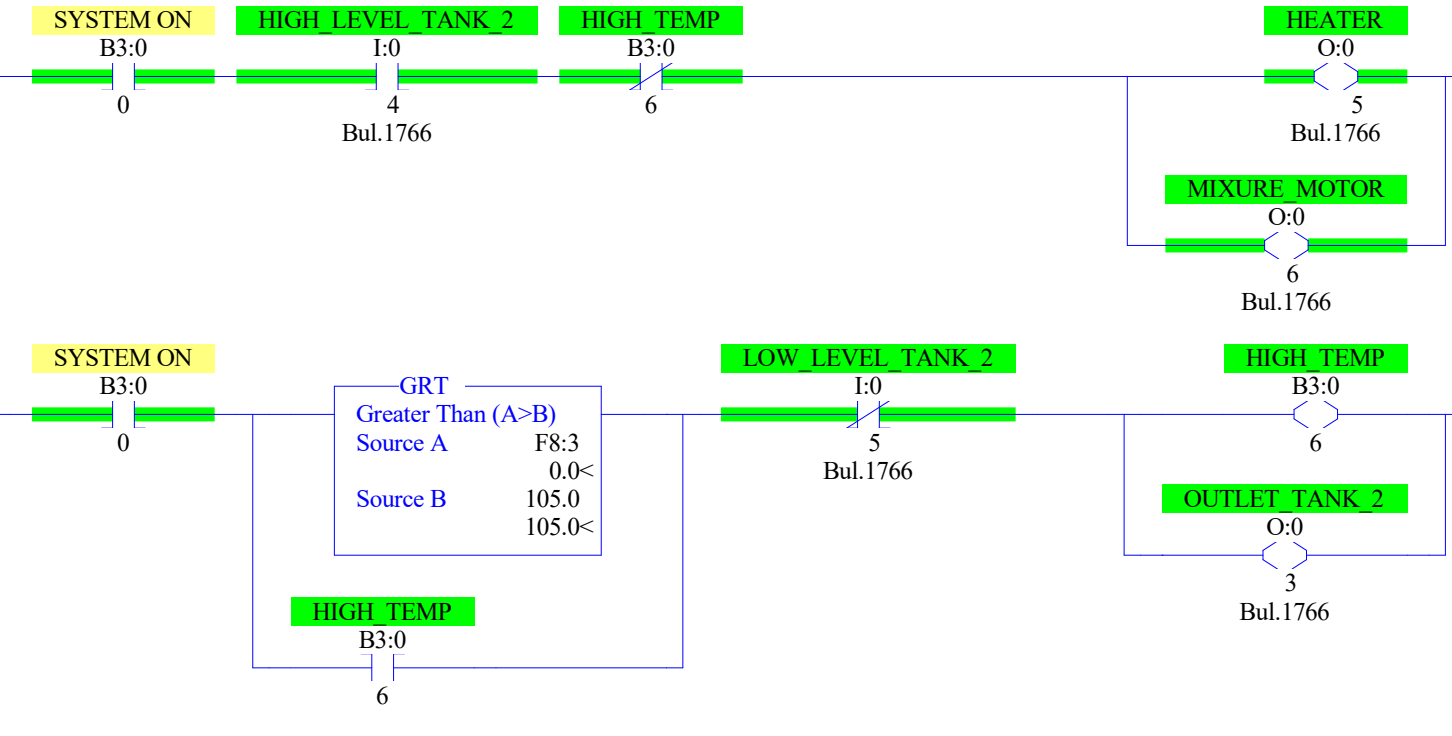 SYSTEM ON HIGH_LEVEL_TANK_2 HIGH_TEMP HEATER
B3:0 I:0 B3:0 O:0
0 4 6 5
Bul.1766 Bul.1766
MIXURE_MOTOR
O:0
6
Bul.1766
SYSTEM ON LOW_LEVEL_TANK_2 HIGH_TEMP
B3:0 GRT I:0 B3:0
Greater Than (A>B)
0 Source A F8:3 5 6
0.0< Bul.1766
Source B 105.0 OUTLET_TANK_2
105.0< O:0
3
HIGH_TEMP Bul.1766
B3:0
6